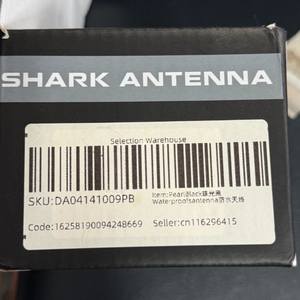 SHARK ANTENNA
Selection Warehouse
SKU:DA04141009PB
Item:Pearlblack珠光黑
Waterproofsantenna防水天线
Code:16258190094248669
Seller:cn116296415